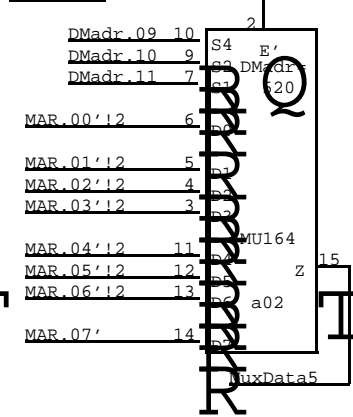 2
DMadr.09 10 S4
E'
DMadr.10 9 S2 DMadr
DMadr.11 7 S1 S20
MAR.00'!2 6 D0
MAR.01'!2 5 D1
MAR.02'!2 4 D2
MAR.03'!2 3 D3
MU164
MAR.04'!2 11 D4
15
MAR.05'!2 12 D5 Z
MAR.06'!2 13 D6 a02
MAR.07' 14 D7
MuxData5